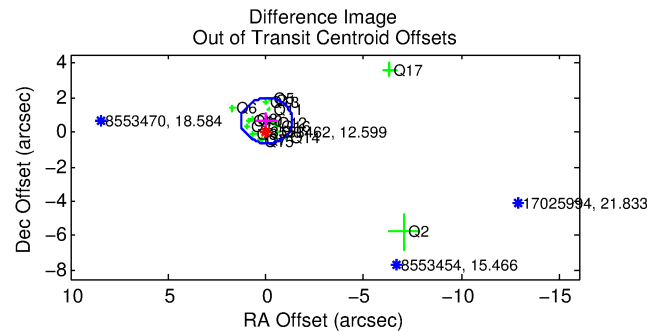 Difference Image
Out of Transit Centroid Offsets
Dec Offset (arcsec)
4
2
0
−2
−4
−6
−8
Q17
Q6
8553470, 18.584
462, 12.599
Q14
17025994, 21.833
Q2
8553454, 15.466
10
5
0
−5
−10
−15
RA Offset (arcsec)